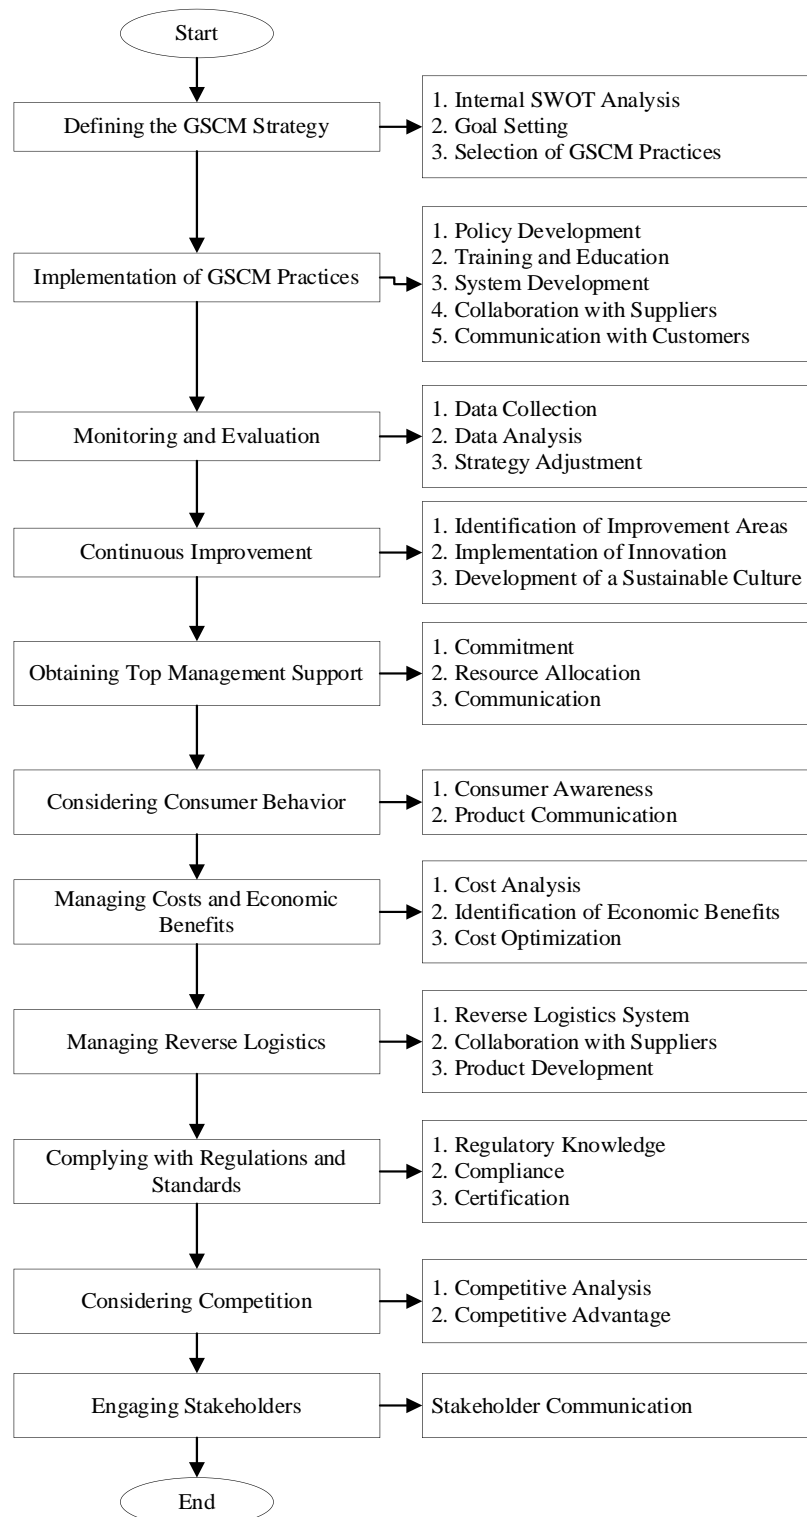 Start
Defining the GSCM Strategy
1. Internal SWOT Analysis
2. Goal Setting
3. Selection of GSCM Practices
Implementation of GSCM Practices
1. Policy Development
2. Training and Education
3. System Development
4. Collaboration with Suppliers
5. Communication with Customers
Monitoring and Evaluation
1. Data Collection
2. Data Analysis
3. Strategy Adjustment
Continuous Improvement
1. Identification of Improvement Areas
2. Implementation of Innovation
3. Development of a Sustainable Culture
Obtaining Top Management Support
1. Commitment
2. Resource Allocation
3. Communication
Considering Consumer Behavior
1. Consumer Awareness
2. Product Communication
Managing Costs and Economic
Benefits
1. Cost Analysis
2. Identification of Economic Benefits
3. Cost Optimization
Managing Reverse Logistics
1. Reverse Logistics System
2. Collaboration with Suppliers
3. Product Development
Complying with Regulations and
Standards
1. Regulatory Knowledge
2. Compliance
3. Certification
Considering Competition
1. Competitive Analysis
2. Competitive Advantage
Engaging Stakeholders
Stakeholder Communication
End